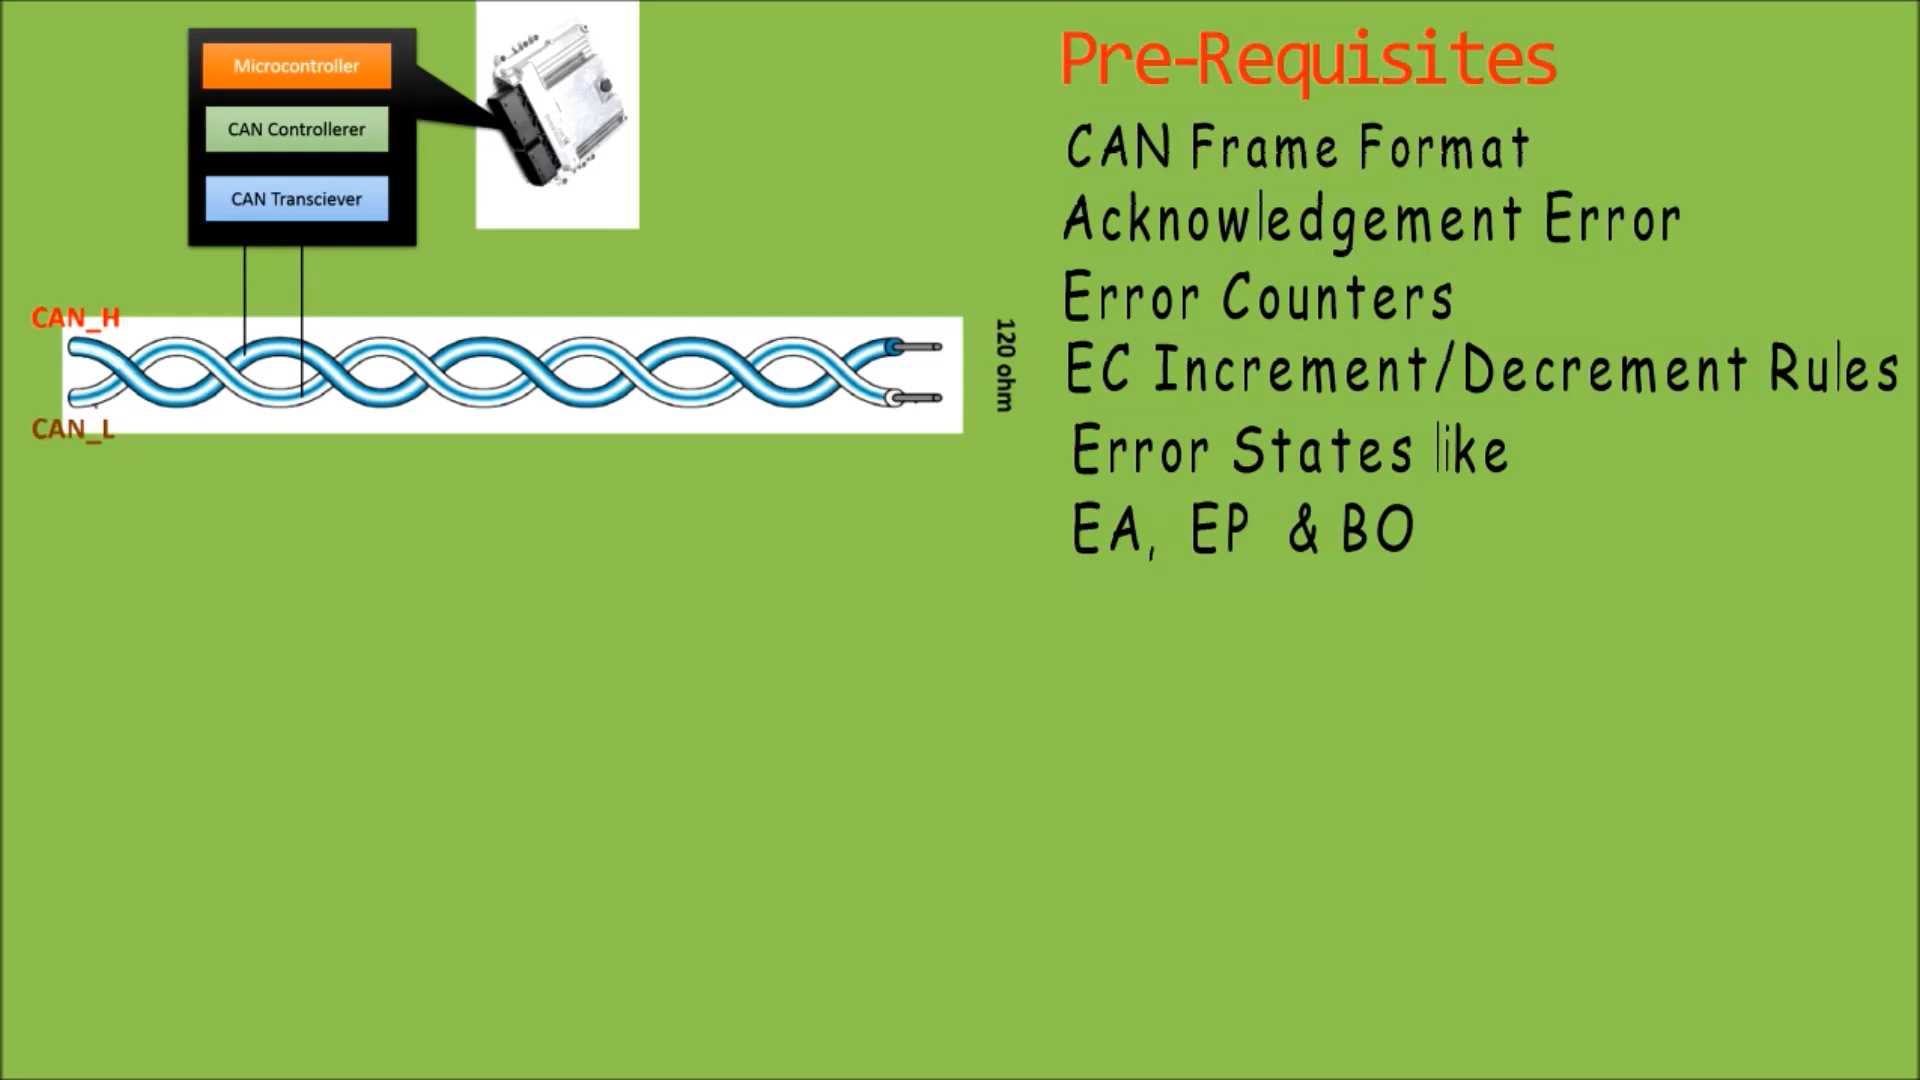 Microcontroller
CAN Controllerer
CAN Transciever
CAN_H
CAN_L
120 ohm
Pre-Requisites
CAN Frame Format
Acknowledgement Error
Error Counters
EC Increment/Decrement Rules
Error States like
EA, EP & BO